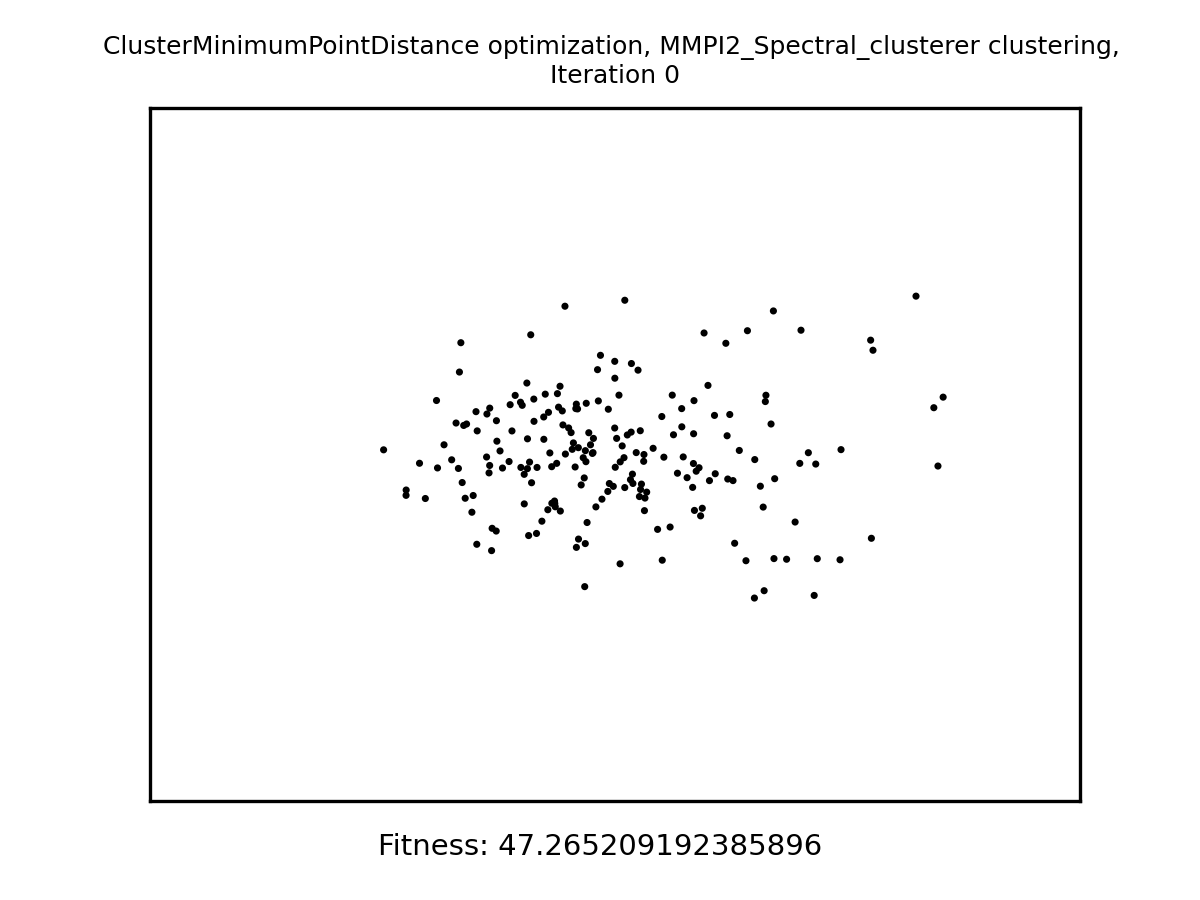 ClusterMinimumPointDistance optimization, MMPI2_Spectral_clusterer clustering,
Iteration 0
Fitness: 47.265209192385896